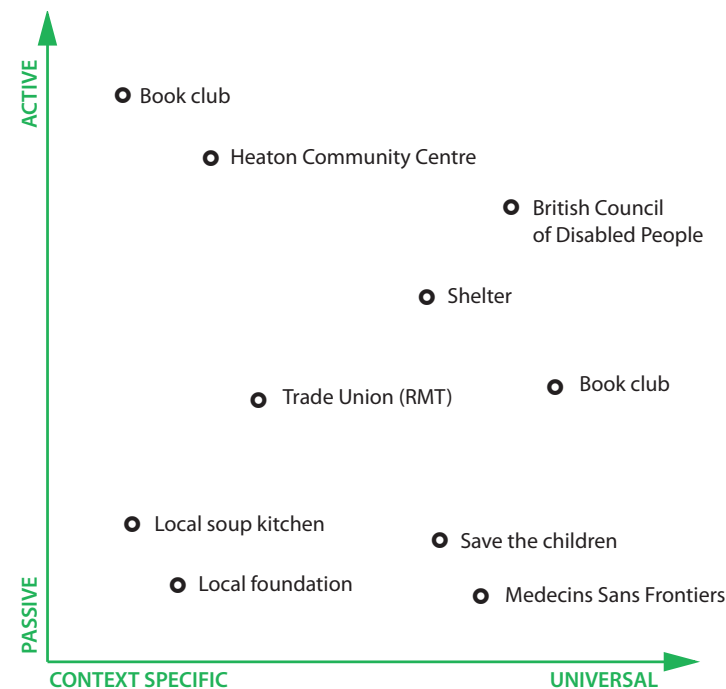 ACTIVE
Book club
Heaton Community Centre
British Council
of Disabled People
Shelter
Book club
Trade Union (RMT)
Local soup kitchen
Save the children
Local foundation
Medecins Sans Frontiers
PASSIVE
CONTEXT SPECIFIC
UNIVERSAL